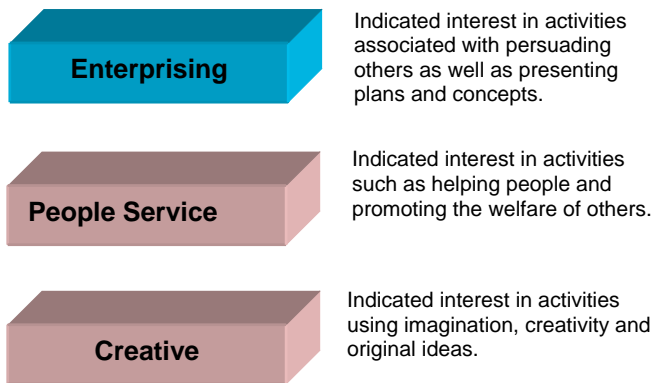 Enterprising
Indicated interest in activities
associated with persuading
others as well as presenting
plans and concepts.
People Service
Indicated interest in activities
such as helping people and
promoting the welfare of others.
Creative
Indicated interest in activities
using imagination, creativity and
original ideas.